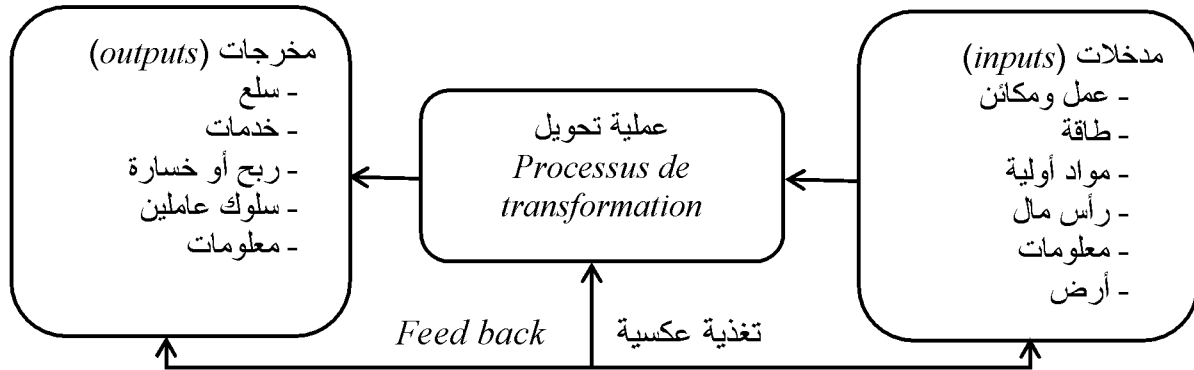 مدخلات (inputs)
- عمل ومكائن
- طاقة
- مواد أولية
- رأس مال
- معلومات
- أرض
عملية تحويل
Processus de
transformation
مخرجات (outputs)
- سلع
- خدمات
- ربح أو خسارة
- سلوك عاملين
- معلومات
تغذية عكسية Feed back